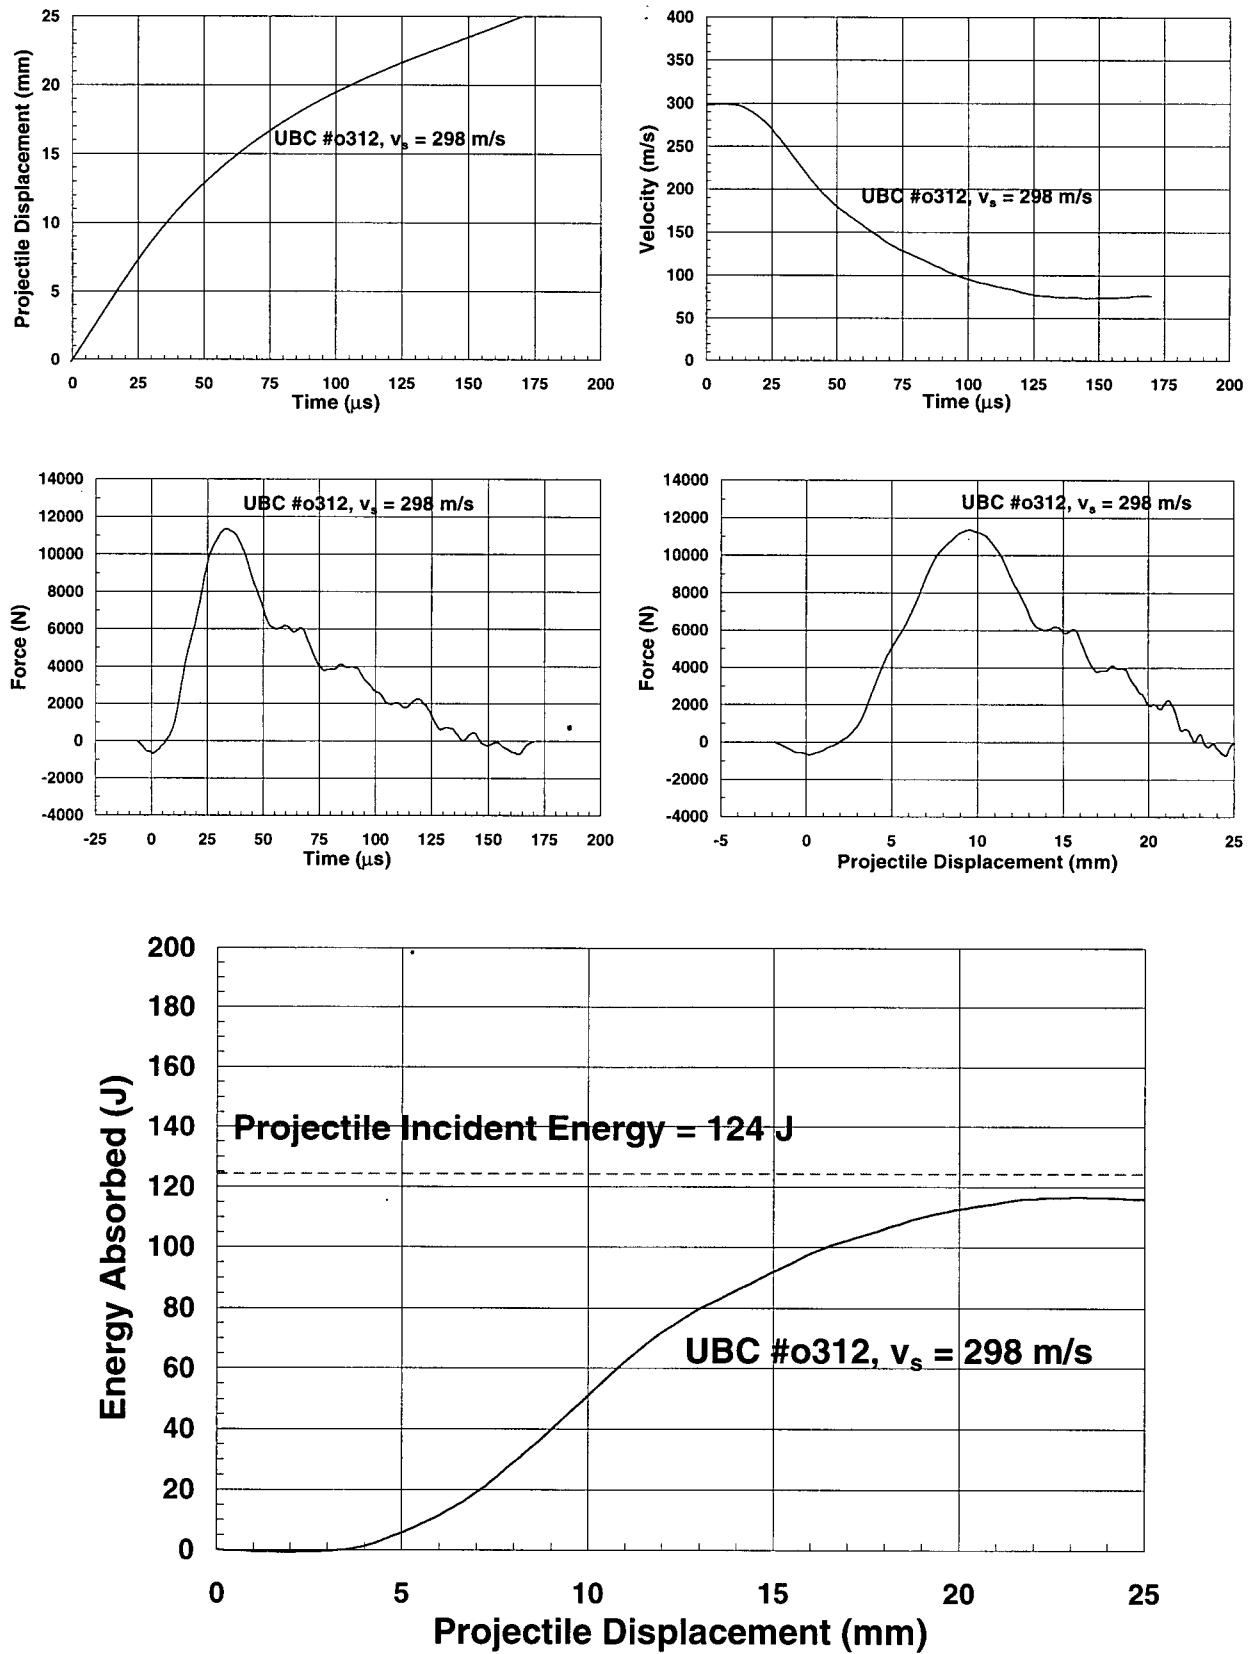 25
20
15
10
5
0
Projectile Displacement (mm)
UBC #o312, vs = 298 m/s
0 25 50 75 100 125 150 175 200
Time (μs)
400
350
300
250
200
150
100
50
0
Velocity (m/s)
UBC #o312, vs = 298 m/s
0 25 50 75 100 125 150 175 200
Time (μs)
14000
12000
10000
8000
6000
4000
2000
0
-2000
-4000
Force (N)
UBC #o312, vs = 298 m/s
-25 0 25 50 75 100 125 150 175 200
Time (μs)
14000
12000
10000
8000
6000
4000
2000
0
-2000
-4000
Force (N)
UBC #o312, vs = 298 m/s
-5 0 5 10 15 20 25
Projectile Displacement (mm)
200
180
160
140
120
100
80
60
40
20
0
Energy Absorbed (J)
Projectile Incident Energy = 124 J
UBC #o312, vs = 298 m/s
0 5 10 15 20 25
Projectile Displacement (mm)